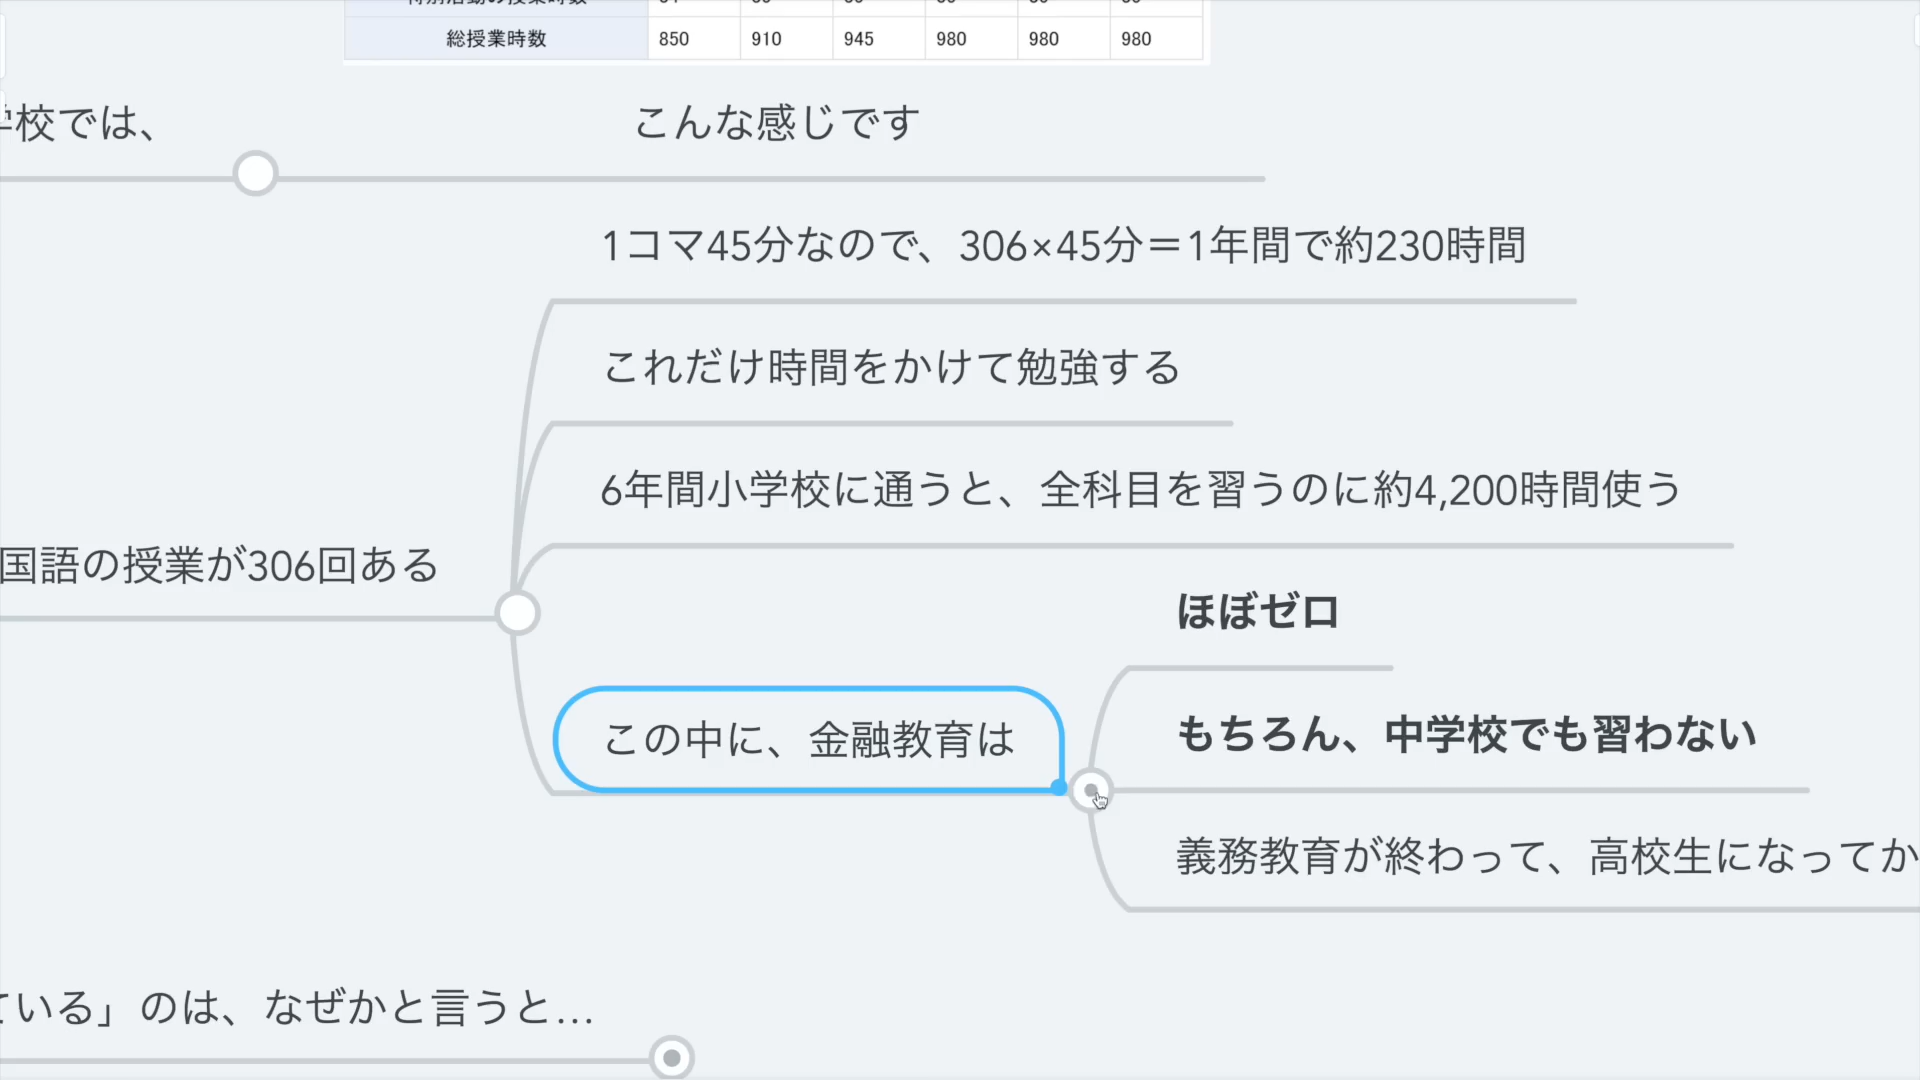 総授業時数 850 910 945 980 980 980
校では、
こんな感じです
1コマ45分なので、306×45分＝1年間で約230時間
これだけ時間をかけて勉強する
6年間小学校に通うと、全科目を習うのに約4,200時間使う
国語の授業が306回ある
ほぼゼロ
この中に、金融教育は
もちろん、中学校でも習わない
義務教育が終わって、高校生になってか
ている」のは、なぜかと言うと…